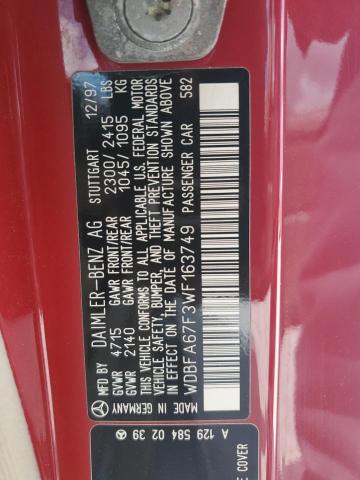 DAIMLER-BENZ AG STUTTGART 12/97
GVWR 4715 GAWR FRONT/REAR 2300/2415 LBS
GVWR 2140 GAWR FRONT/REAR 1045/1095 KG
THIS VEHICLE CONFORMS TO ALL APPLICABLE U.S. FEDERAL MOTOR
VEHICLE SAFETY, BUMPER, AND THEFT PREVENTION STANDARDS
IN EFFECT ON THE DATE OF MANUFACTURE SHOWN ABOVE
WDBFA67F3WF163749 PASSENGER CAR 582
MADE IN GERMANY
A 129 584 02 39
E COVER